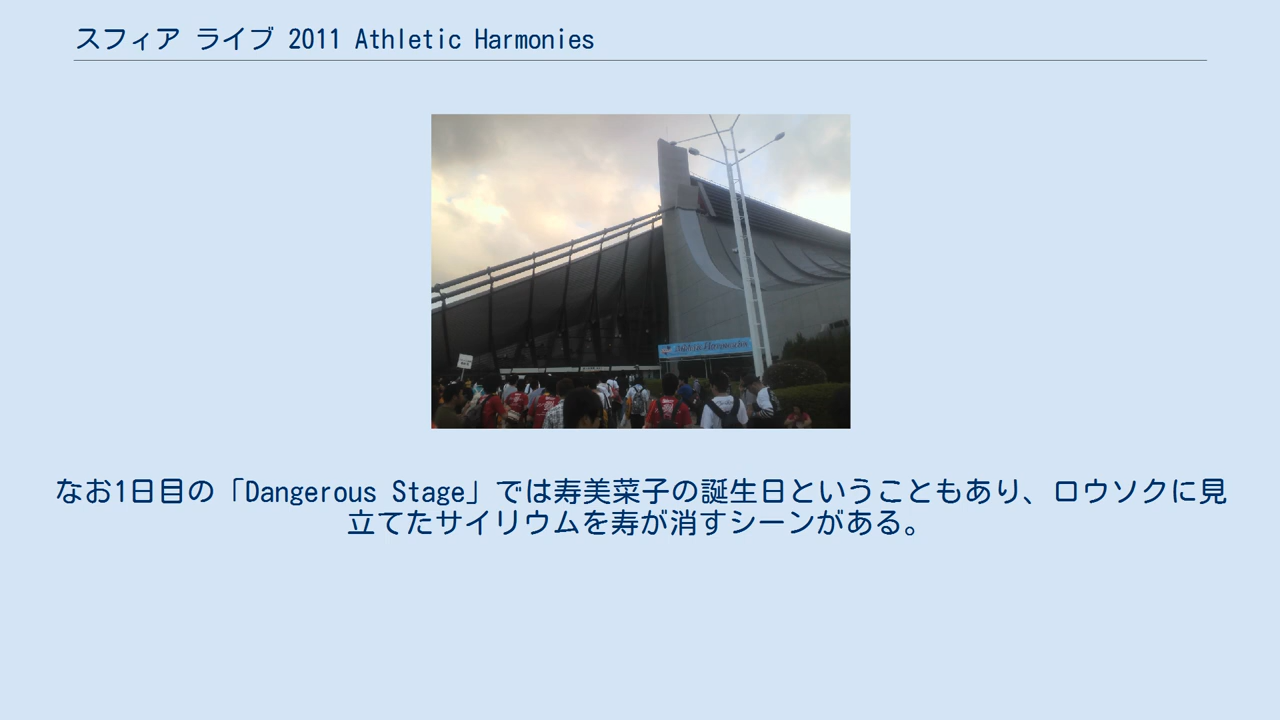 スフィア ライブ 2011 Athletic Harmonies
Athletic Harmonies
なお1日目の「Dangerous Stage」では寿美菜子の誕生日ということもあり、ロウソクに見
立てたサイリウムを寿が消すシーンがある。